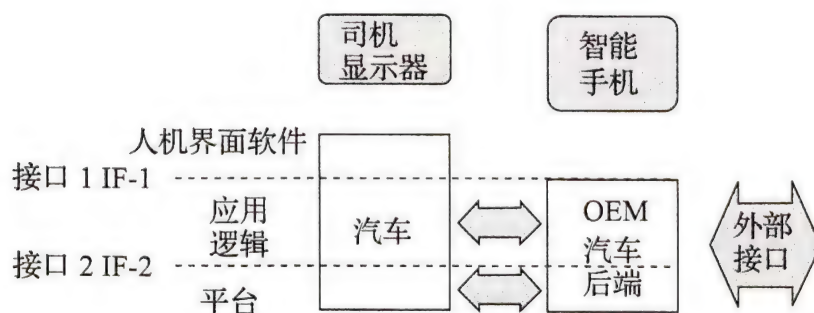 司机
显示器
智能
手机
人机界面软件
接口 1 IF-1
应用
逻辑
汽车
OEM
汽车
后端
外部
接口
接口 2 IF-2
平台